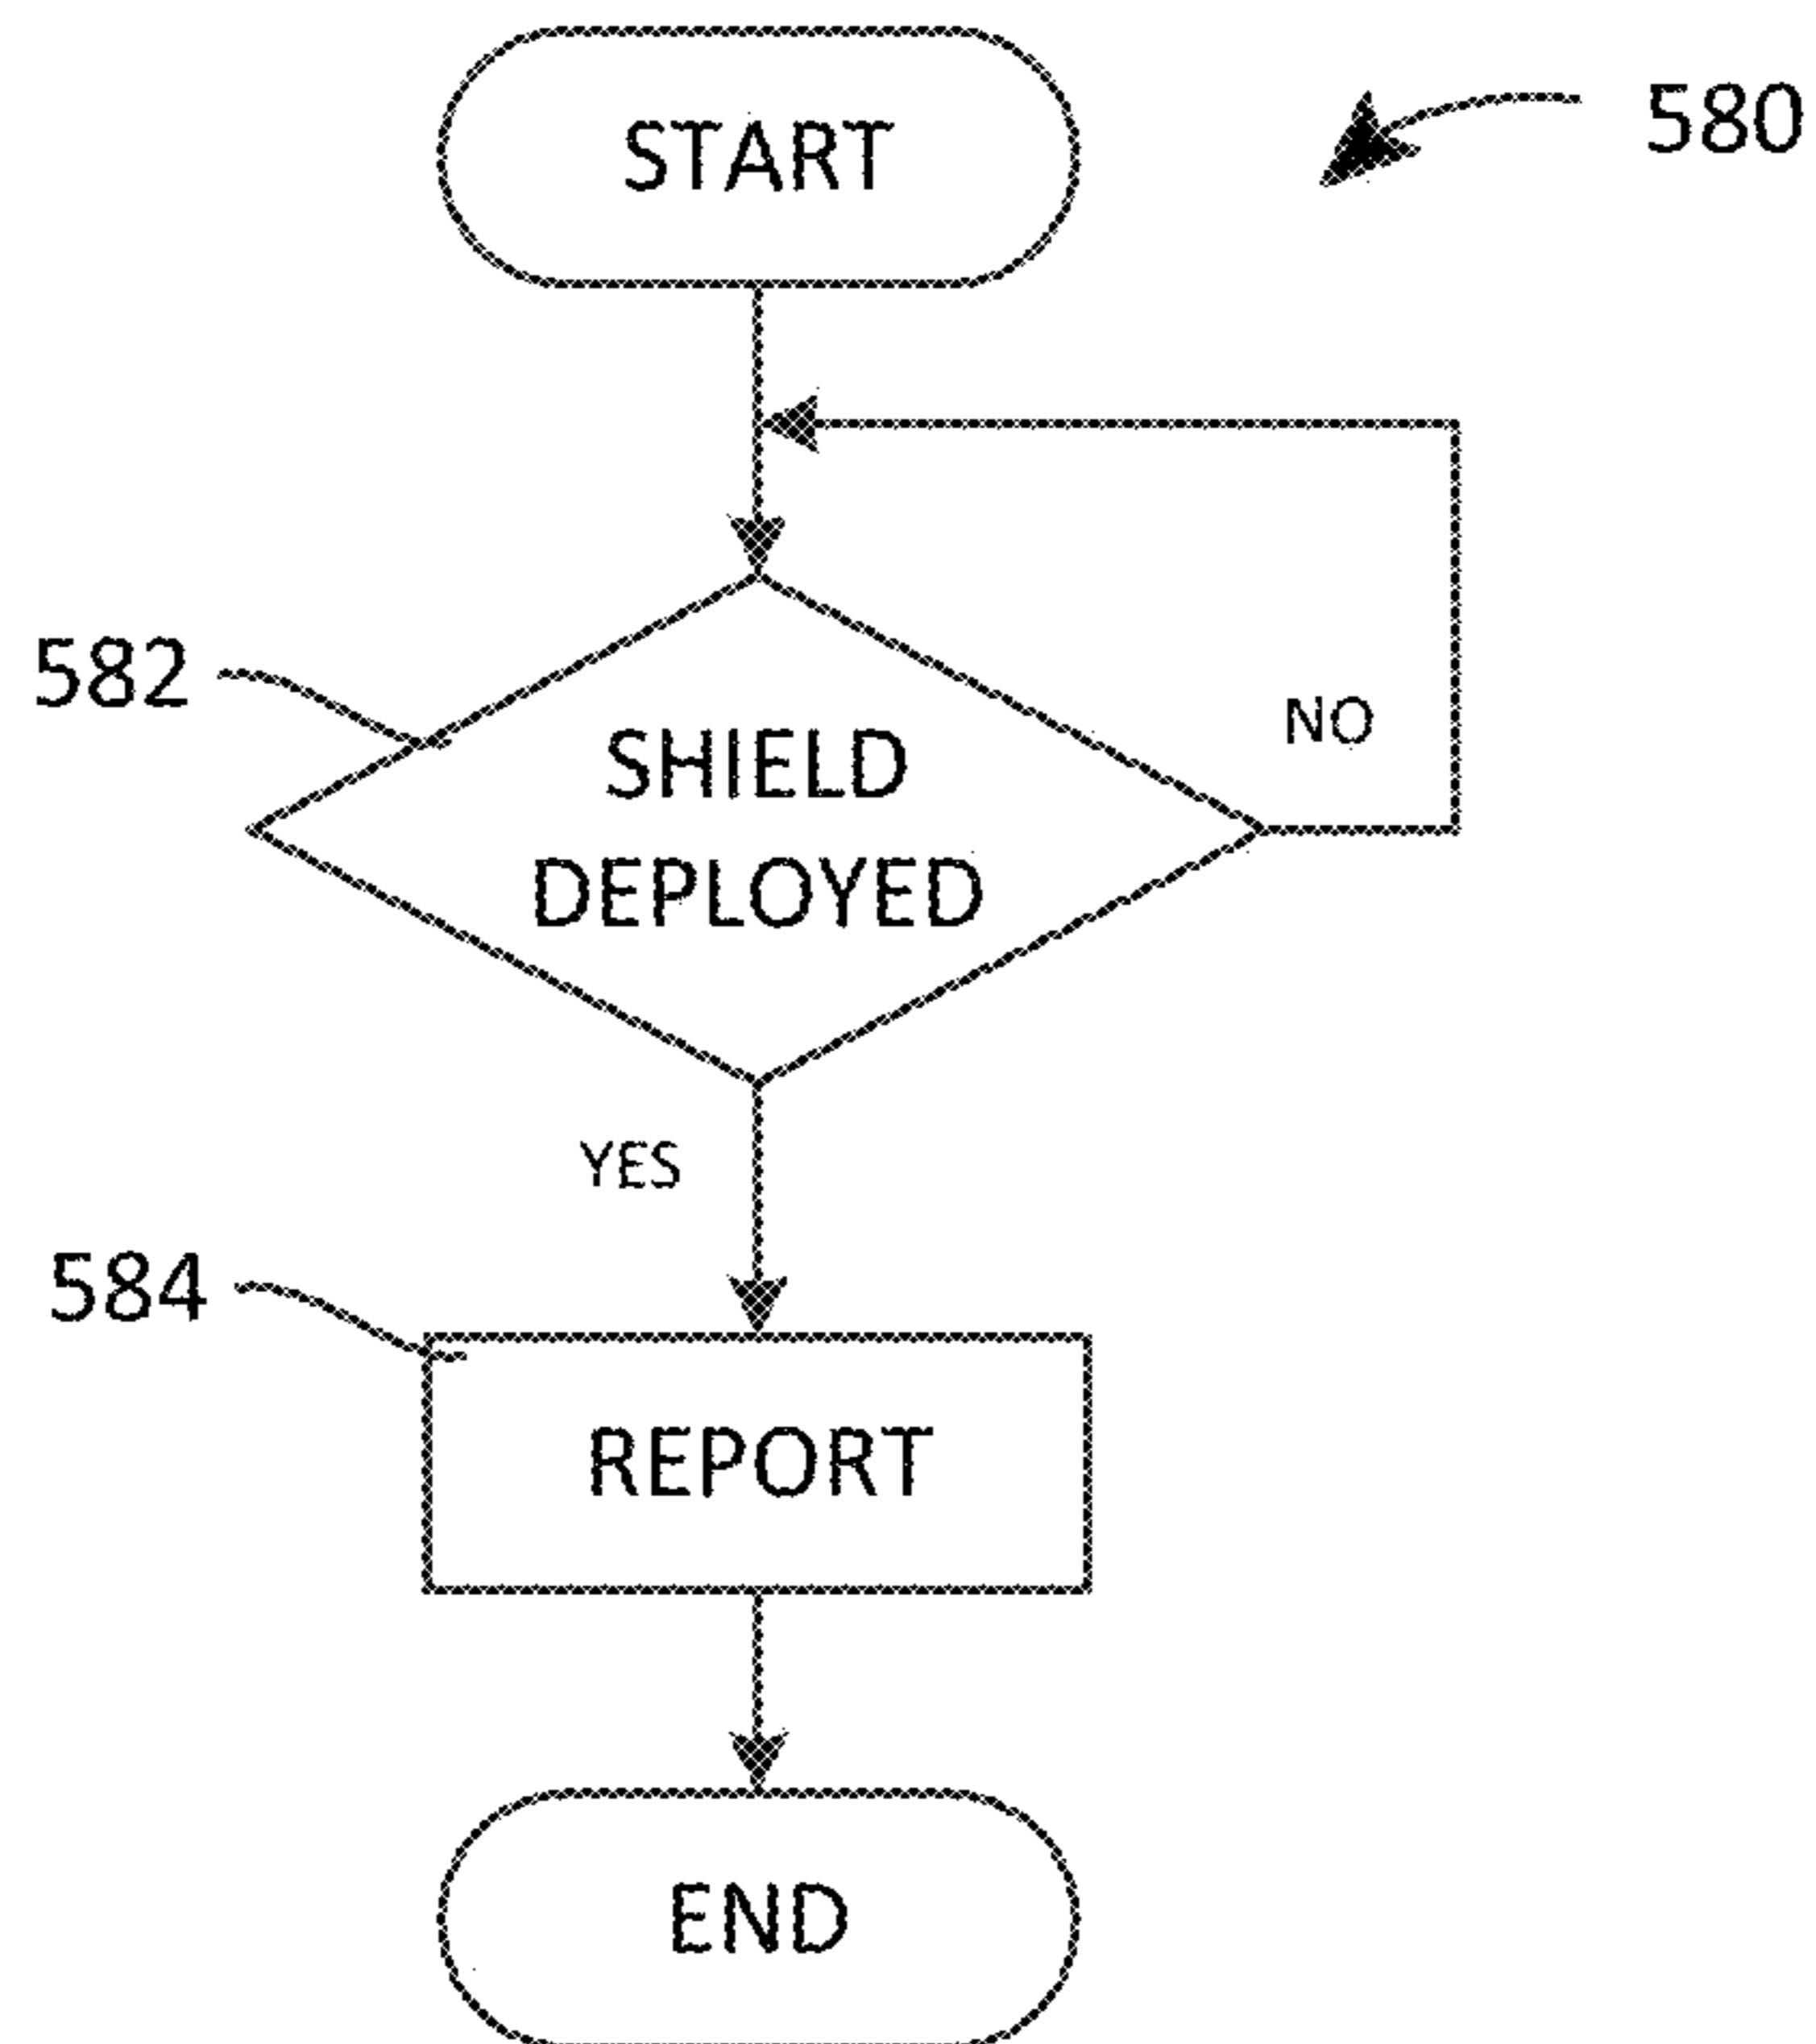 START
580
582
SHIELD
DEPLOYED
NO
YES
584
REPORT
END